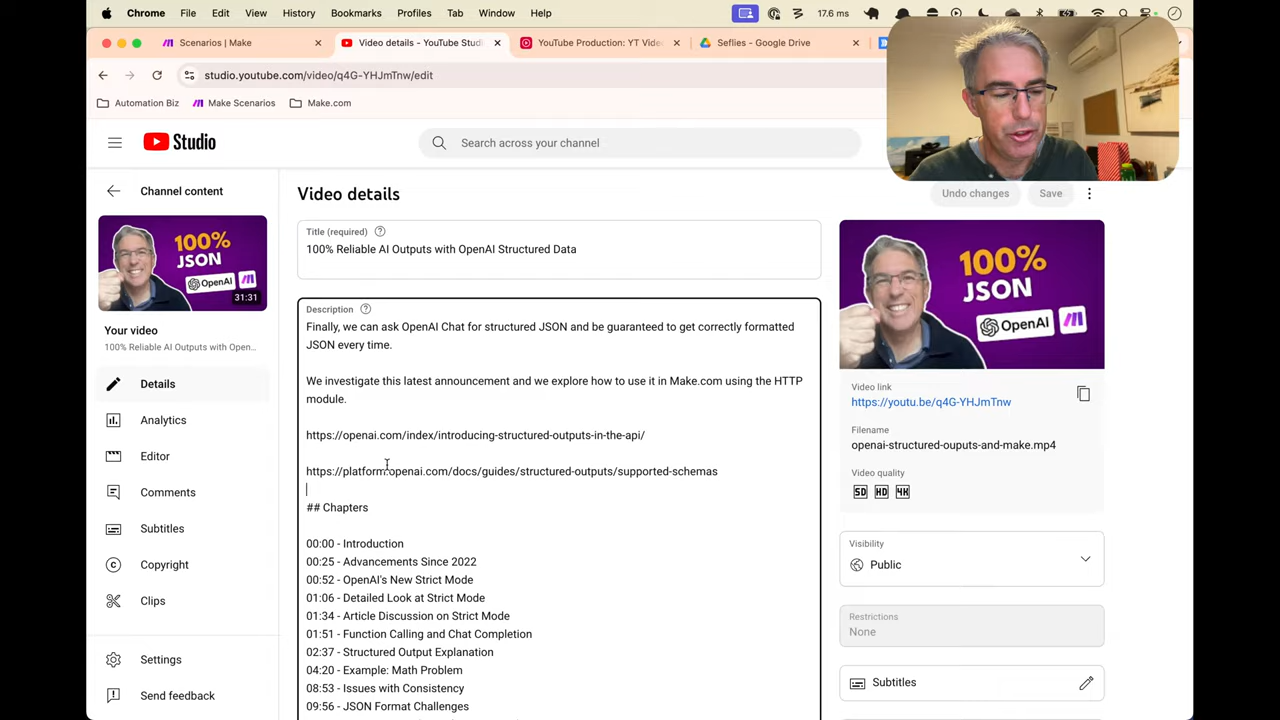 Chrome File Edit View History Bookmarks Profiles Tab Window Help 17.6 ms
Scenarios | Make
Video details - YouTube Studi
YouTube Production: YT Vide
Seflies - Google Drive
studio.youtube.com/video/q4G-YHJmTnw/edit
Automation Biz Make Scenarios Make.com
Studio
Search across your channel
Channel content
Video details
Undo changes Save
100%
JSON
OpenAI
31:31
Your video
100% Reliable AI Outputs with Open...
Details
Analytics
Editor
Comments
Subtitles
Copyright
Clips
Settings
Send feedback
Title (required)
100% Reliable AI Outputs with OpenAI Structured Data
Description
Finally, we can ask OpenAI Chat for structured JSON and be guaranteed to get correctly formatted
JSON every time.
We investigate this latest announcement and we explore how to use it in Make.com using the HTTP
module.
https://openai.com/index/introducing-structured-outputs-in-the-api/
https://platform.openai.com/docs/guides/structured-outputs/supported-schemas
## Chapters
00:00 - Introduction
00:25 - Advancements Since 2022
00:52 - OpenAI's New Strict Mode
01:06 - Detailed Look at Strict Mode
01:34 - Article Discussion on Strict Mode
01:51 - Function Calling and Chat Completion
02:37 - Structured Output Explanation
04:20 - Example: Math Problem
08:53 - Issues with Consistency
09:56 - JSON Format Challenges
100%
JSON
OpenAI
Video link
https://youtu.be/q4G-YHJmTnw
Filename
openai-structured-ouputs-and-make.mp4
Video quality
SD HD 4K
Visibility
Public
Restrictions
None
Subtitles